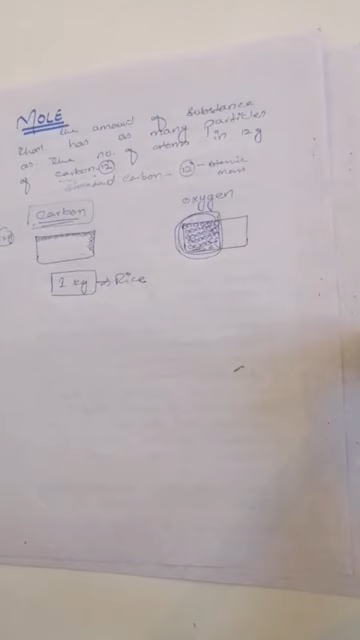 MOLE
the amount of Substance
that has as many Particles
as the no. of atoms in 12g
of carbon-12
Standard carbon - 12 - atomic
mass
oxygen
Carbon
2 kg → Rice